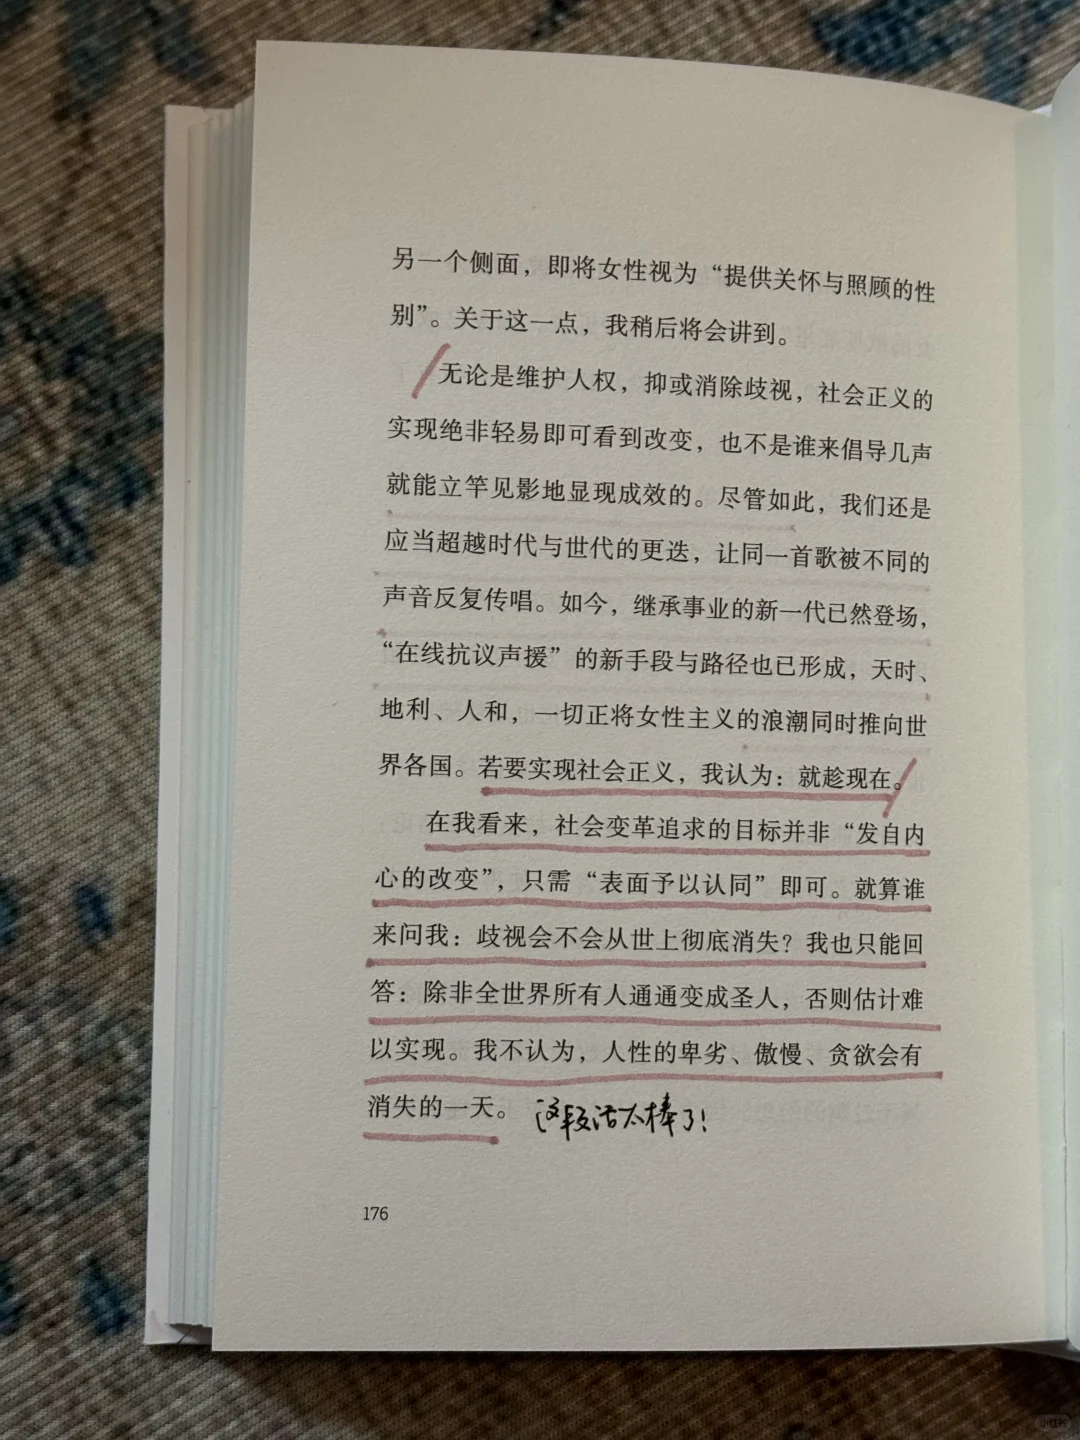 另一个侧面，即将女性视为“提供关怀与照顾的性
别”。关于这一点，我稍后将会讲到。
无论是维护人权，抑或消除歧视，社会正义的
实现绝非轻易即可看到改变，也不是谁来倡导几声
就能立竿见影地显现成效的。尽管如此，我们还是
应当超越时代与世代的更迭，让同一首歌被不同的
声音反复传唱。如今，继承事业的新一代已然登场，
“在线抗议声援”的新手段与路径也已形成，天时、
地利、人和，一切正将女性主义的浪潮同时推向世
界各国。若要实现社会正义，我认为：就趁现在。
在我看来，社会变革追求的目标并非“发自内
心的改变”，只需“表面予以认同”即可。就算谁
来问我：歧视会不会从世上彻底消失？我也只能回
答：除非全世界所有人通通变成圣人，否则估计难
以实现。我不认为，人性的卑劣、傲慢、贪欲会有
消失的一天。 这段话太棒了！
176
小红书